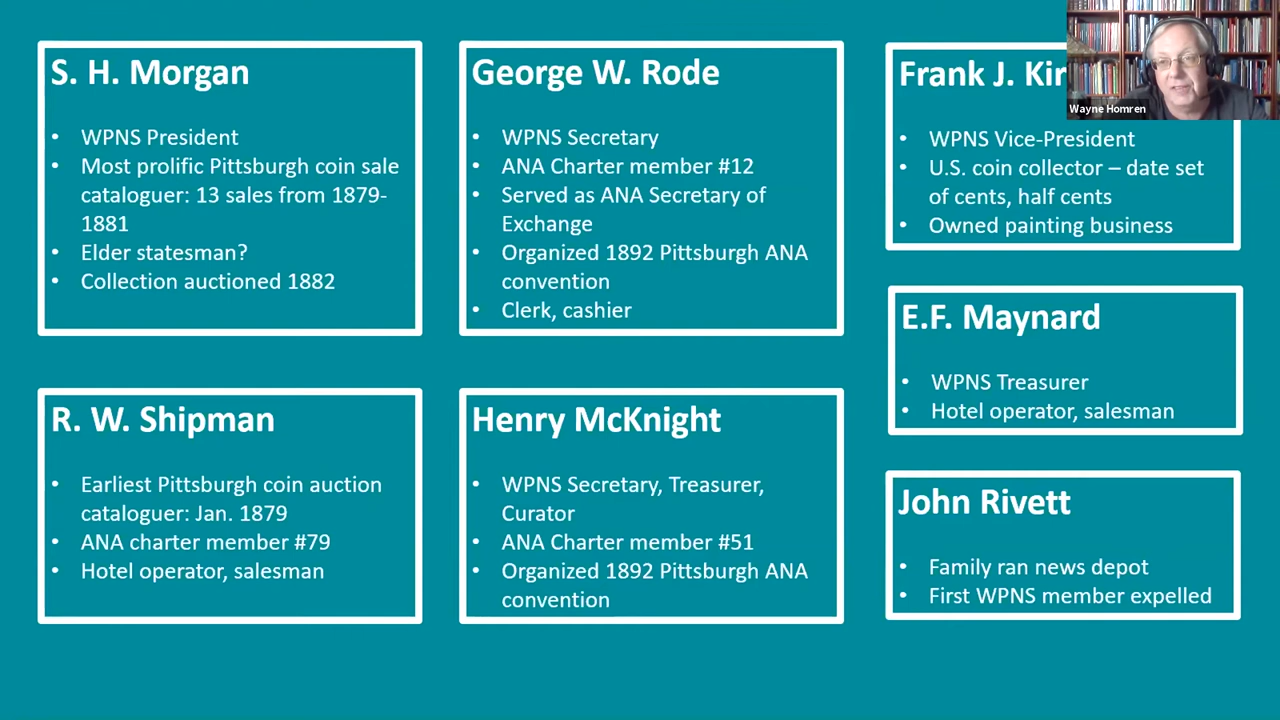 S. H. Morgan
• WPNS President
• Most prolific Pittsburgh coin sale
cataloguer: 13 sales from 1879-
1881
• Elder statesman?
• Collection auctioned 1882
George W. Rode
• WPNS Secretary
• ANA Charter member #12
• Served as ANA Secretary of
Exchange
• Organized 1892 Pittsburgh ANA
convention
• Clerk, cashier
Frank J. Kir
Wayne Homren
• WPNS Vice-President
• U.S. coin collector – date set
of cents, half cents
• Owned painting business
E.F. Maynard
• WPNS Treasurer
• Hotel operator, salesman
R. W. Shipman
• Earliest Pittsburgh coin auction
cataloguer: Jan. 1879
• ANA charter member #79
• Hotel operator, salesman
Henry McKnight
• WPNS Secretary, Treasurer,
Curator
• ANA Charter member #51
• Organized 1892 Pittsburgh ANA
convention
John Rivett
• Family ran news depot
• First WPNS member expelled